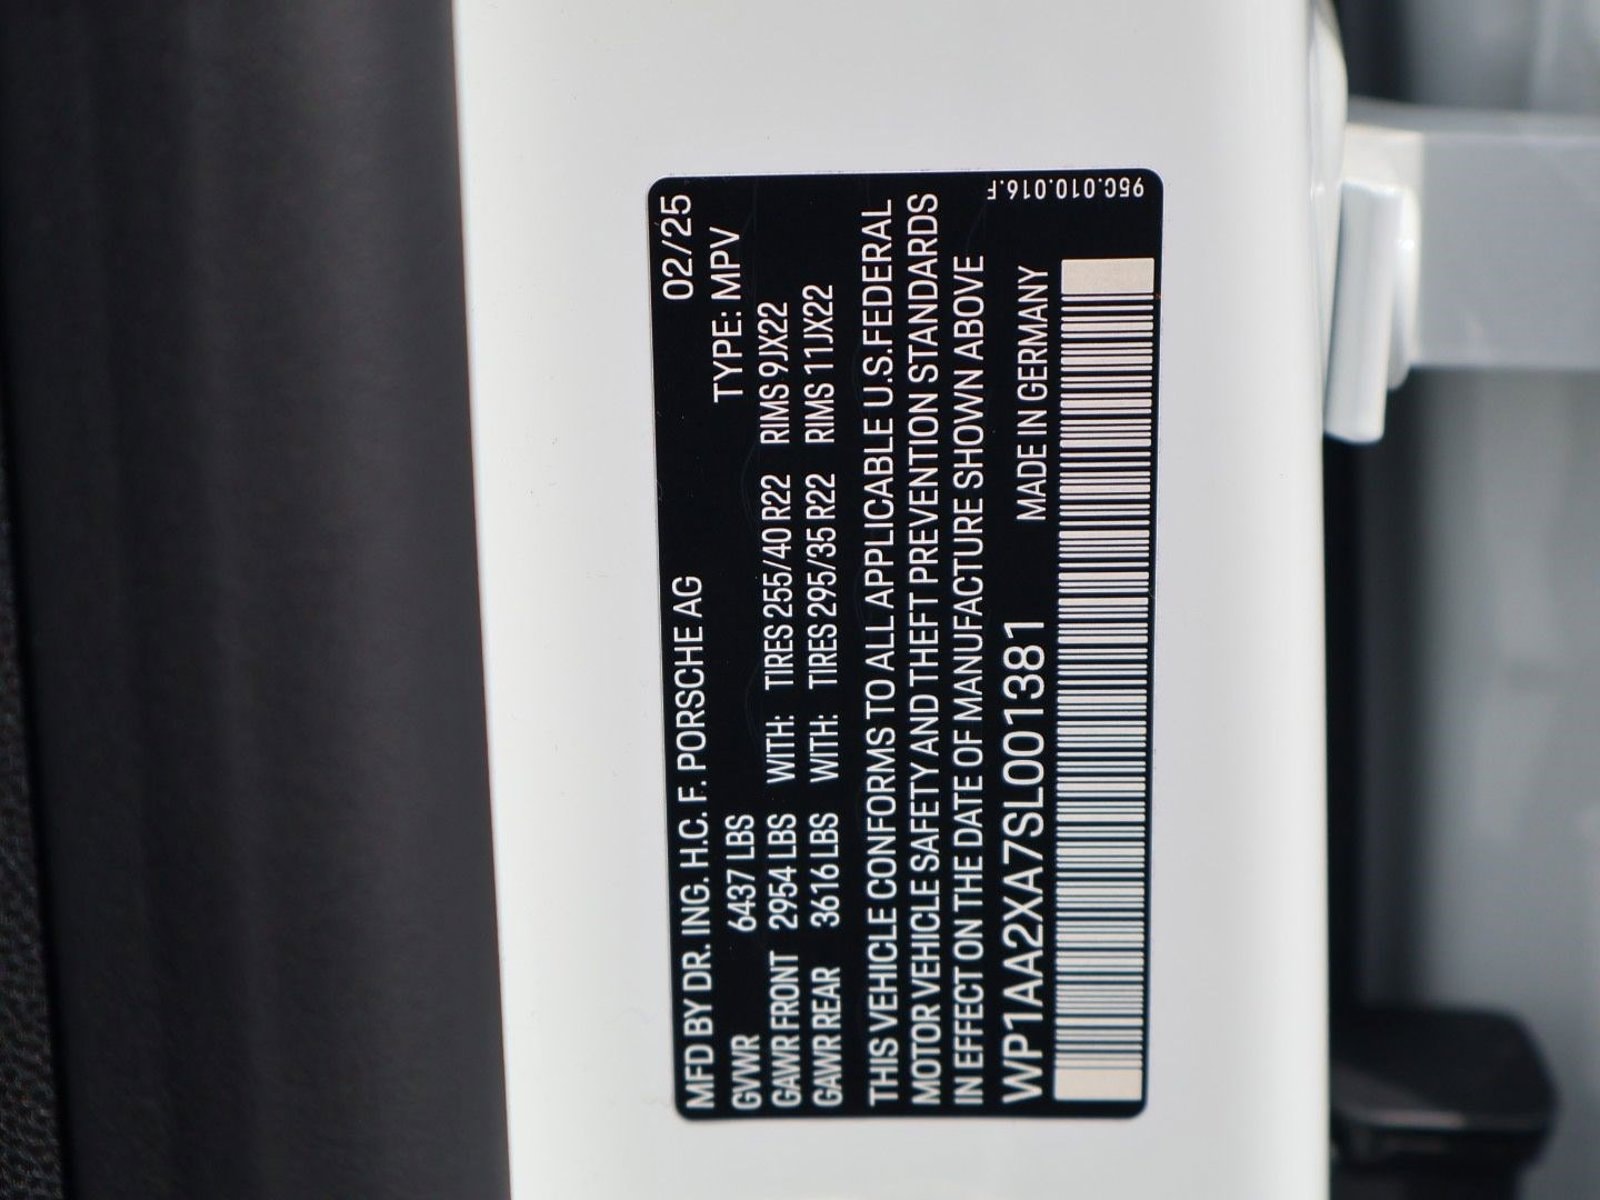 MFD BY DR. ING. H.C. F. PORSCHE AG 02/25
GVWR 6437 LBS TYPE: MPV
GAWR FRONT 2954 LBS WITH: TIRES 255/40 R22 RIMS 9JX22
GAWR REAR 3616 LBS WITH: TIRES 295/35 R22 RIMS 11JX22
THIS VEHICLE CONFORMS TO ALL APPLICABLE U.S.FEDERAL
MOTOR VEHICLE SAFETY AND THEFT PREVENTION STANDARDS
IN EFFECT ON THE DATE OF MANUFACTURE SHOWN ABOVE
WP1AA2XA7SL001381 MADE IN GERMANY
95C.010.016.F